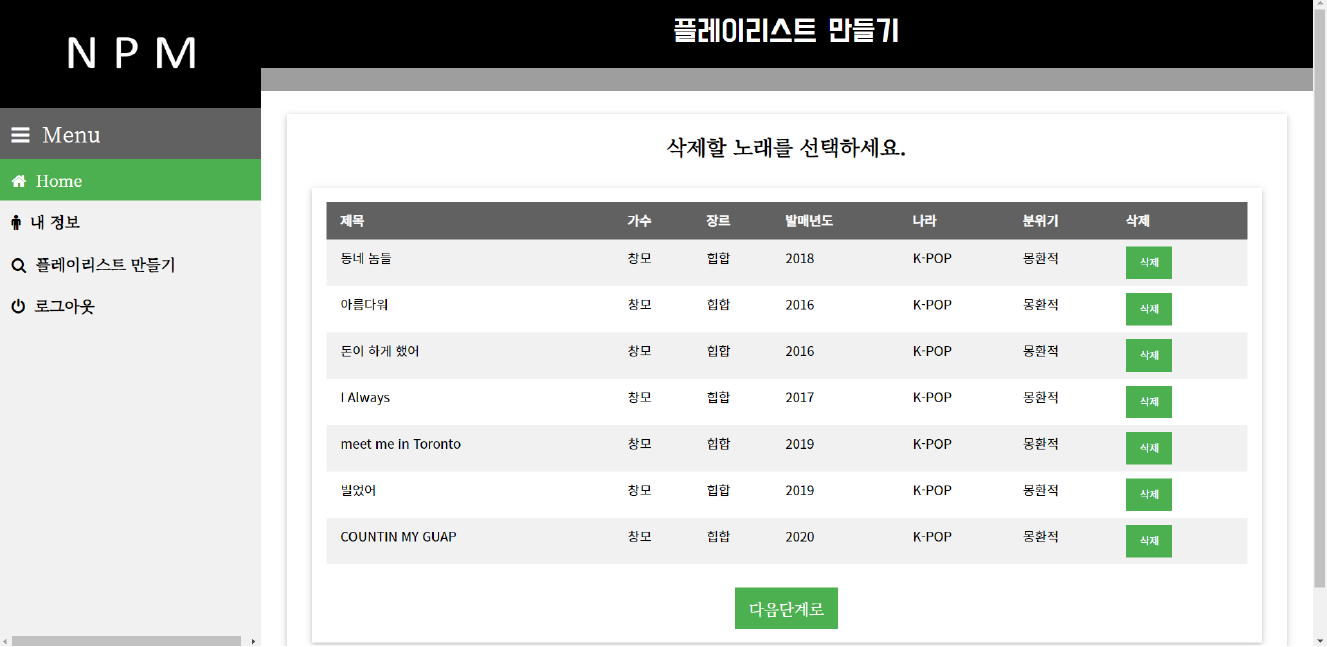 N P M
플레이리스트 만들기
Menu
Home
내 정보
플레이리스트 만들기
로그아웃
삭제할 노래를 선택하세요.
제목 가수 장르 발매년도 나라 분위기 삭제
동네 놈들 창모 힙합 2018 K-POP 몽환적 삭제
아름다워 창모 힙합 2016 K-POP 몽환적 삭제
돈이 하게 했어 창모 힙합 2016 K-POP 몽환적 삭제
I Always 창모 힙합 2017 K-POP 몽환적 삭제
meet me in Toronto 창모 힙합 2019 K-POP 몽환적 삭제
빌었어 창모 힙합 2019 K-POP 몽환적 삭제
COUNTIN MY GUAP 창모 힙합 2020 K-POP 몽환적 삭제
다음단계로